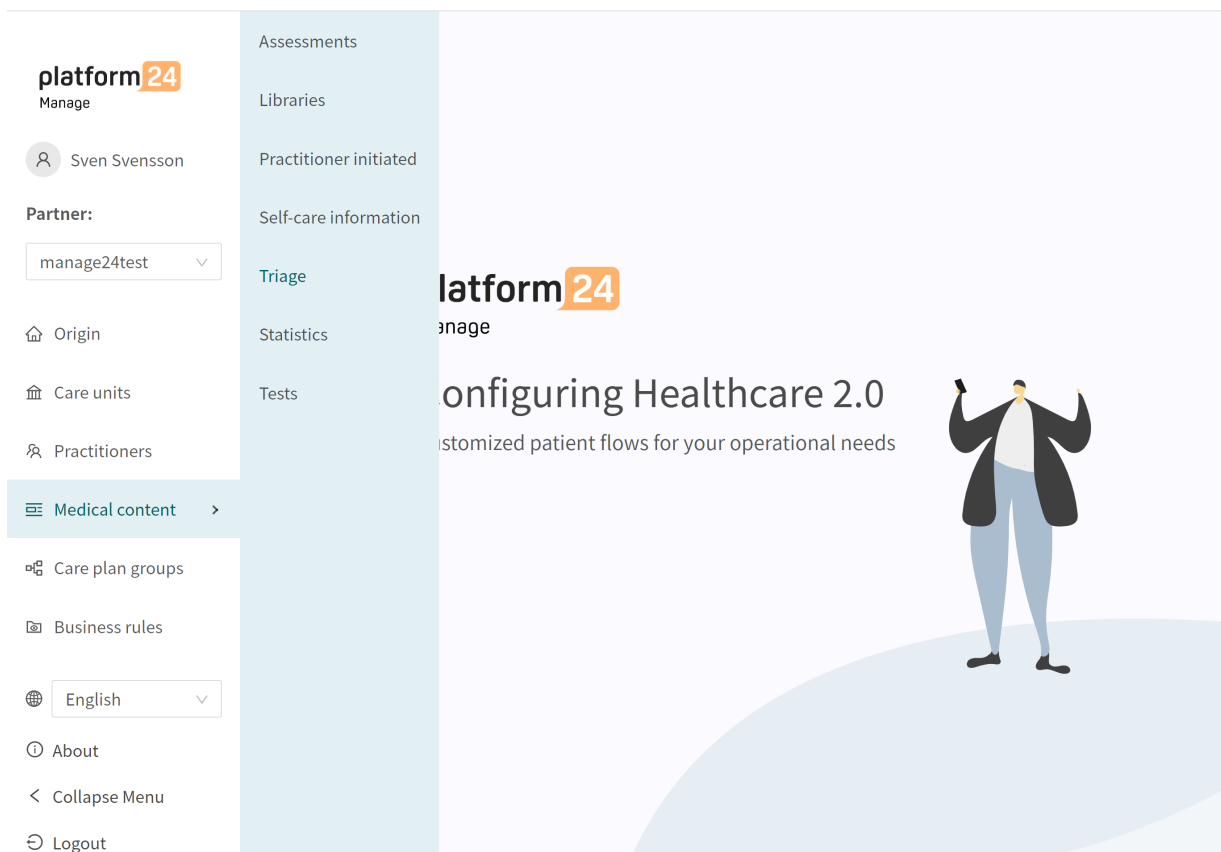 platform24
Manage
Sven Svensson
Partner:
manage24test
Origin
Care units
Practitioners
Medical content
Care plan groups
Business rules
English
About
Collapse Menu
Logout
Assessments
Libraries
Practitioner initiated
Self-care information
Triage
Statistics
Tests
latform24
anage
onfiguring Healthcare 2.0
stomized patient flows for your operational needs